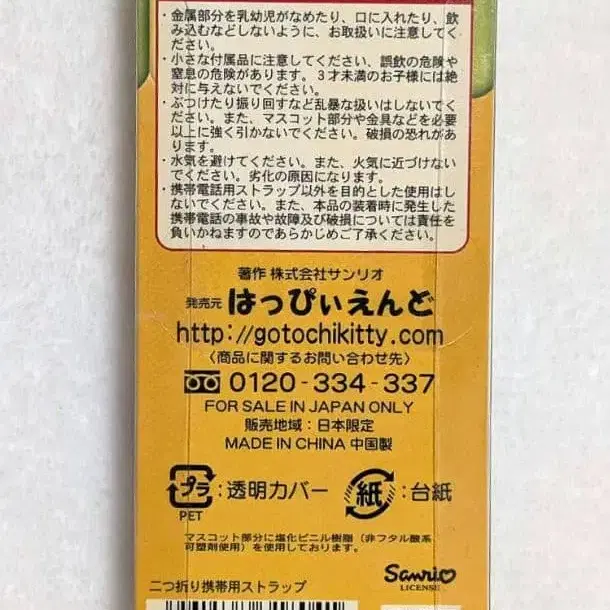 ・金属部分を乳幼児がなめたり、口に入れたり、飲
み込むなどしないように、お取扱いに注意してく
ださい。
・小さな付属品に注意してください、誤飲の危険や
窒息の危険があります。3才未満のお子様には絶
対に与えないでください。
・ぶつけたり振り回すなど乱暴な扱いはしないでく
ださい。また、マスコット部分や金具などを必要
以上に強く引かないでください。破損の恐れがあ
ります。
・水気を避けてください。また、火気に近づけない
でください。劣化の原因になります。
・携帯電話用ストラップ以外を目的とした使用はし
ないでください。また、本品の装着時に発生した
携帯電話の事故や故障及び破損については責任を
負いかねますのであらかじめご了承ください。
著作 株式会社サンリオ
発売元 はっぴぃえんど
http://gotochikitty.com
〈商品に関するお問い合わせ先〉
0120-334-337
FOR SALE IN JAPAN ONLY
販売地域：日本限定
MADE IN CHINA 中国製
プラ：透明カバー 紙：台紙
PET
マスコット部分に塩化ビニル樹脂（非フタル酸系
可塑剤使用）を使用しております。
二つ折り携帯用ストラップ
Sanrio
LICENSE